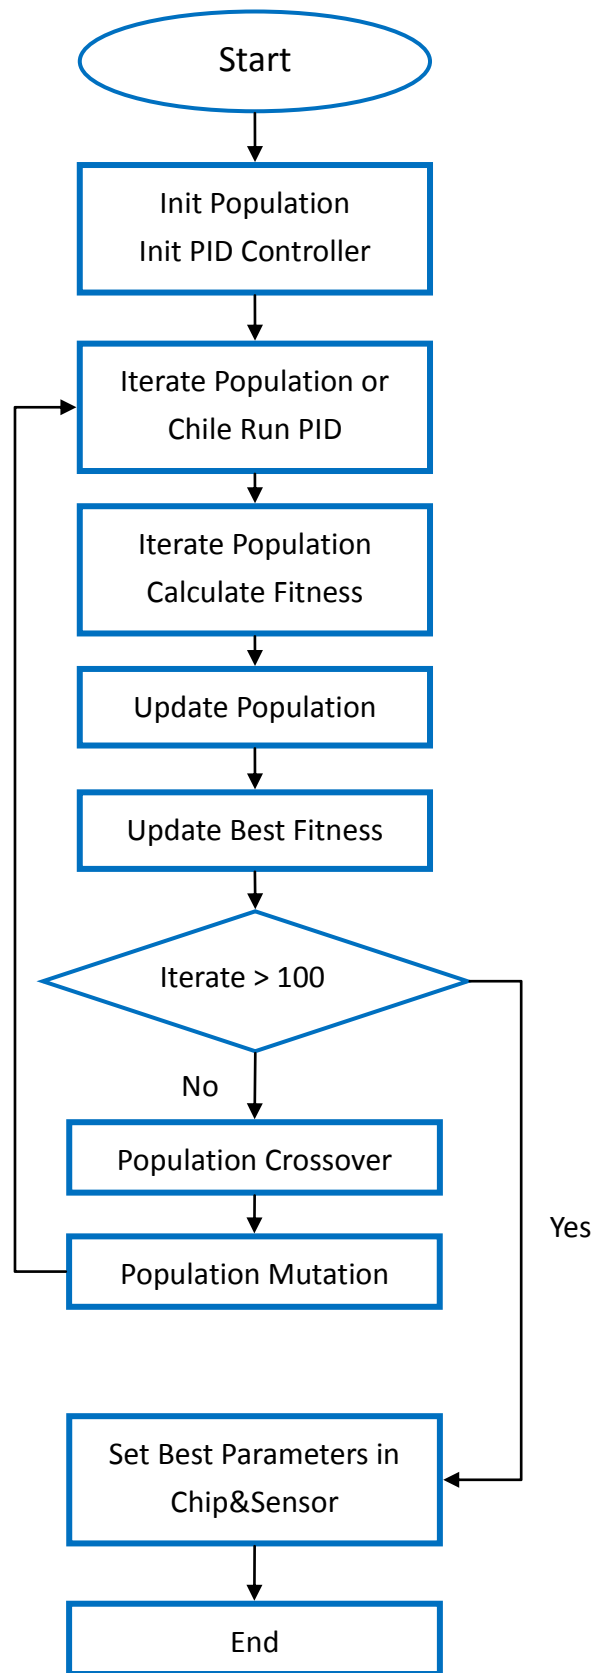 Start
Init Population
Init PID Controller
Iterate Population or
Chile Run PID
Iterate Population
Calculate Fitness
Update Population
Update Best Fitness
Iterate > 100
No
Population Crossover
Yes
Population Mutation
Set Best Parameters in
Chip&Sensor
End